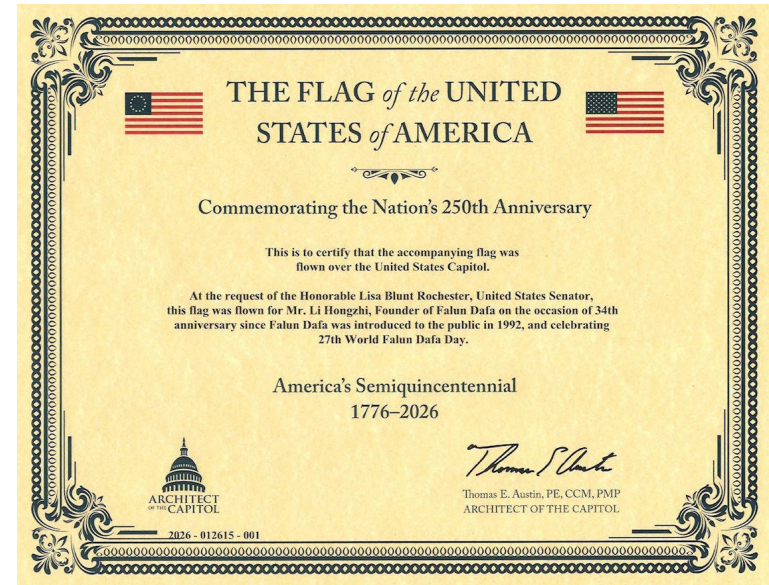 THE FLAG of the UNITED
STATES of AMERICA
Commemorating the Nation's 250th Anniversary
This is to certify that the accompanying flag was
flown over the United States Capitol.
At the request of the Honorable Lisa Blunt Rochester, United States Senator,
this flag was flown for Mr. Li Hongzhi, Founder of Falun Dafa on the occasion of 34th
anniversary since Falun Dafa was introduced to the public in 1992, and celebrating
27th World Falun Dafa Day.
America's Semiquincentennial
1776–2026
ARCHITECT
OF THE CAPITOL
2026 - 012615 - 001
Thomas E Austin
Thomas E. Austin, PE, CCM, PMP
ARCHITECT OF THE CAPITOL